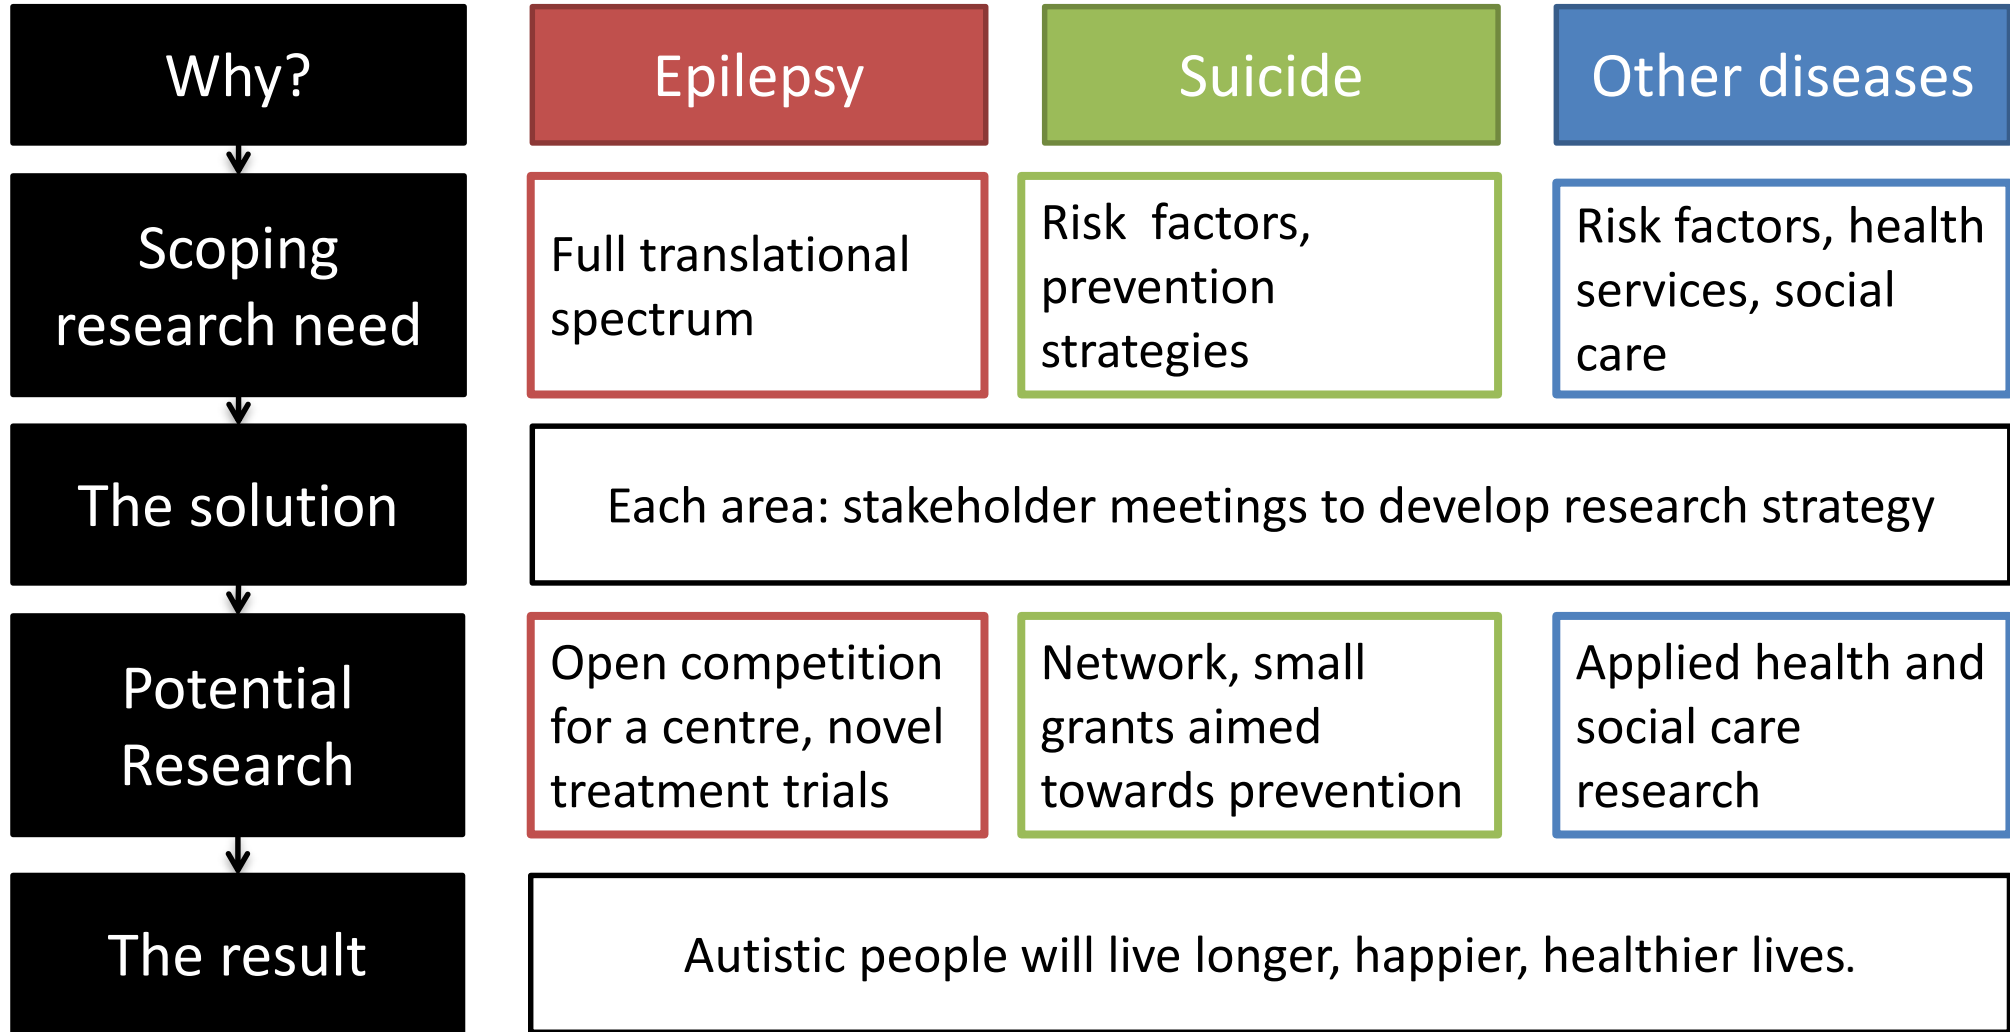 Why?
Epilepsy
Suicide
Other diseases
Scoping
research need
Full translational
spectrum
Risk  factors,
prevention
strategies
Risk factors, health
services, social
care
The solution
Each area: stakeholder meetings to develop research strategy
Potential
Research
Open competition
for a centre, novel
treatment trials
Network, small
grants aimed
towards prevention
Applied health and
social care
research
The result
Autistic people will live longer, happier, healthier lives.